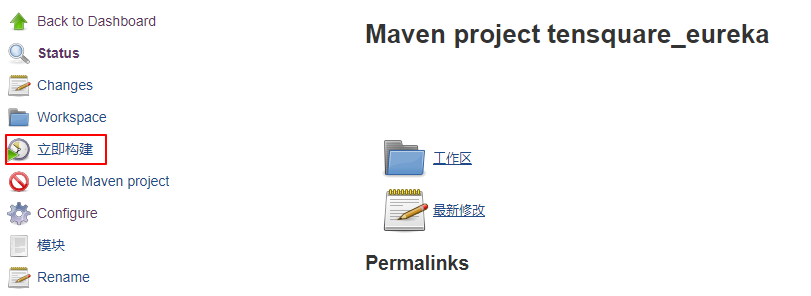 Back to Dashboard
Status
Changes
Workspace
立即构建
Delete Maven project
Configure
模块
Rename
Maven project tensquare_eureka
工作区
最新修改
Permalinks